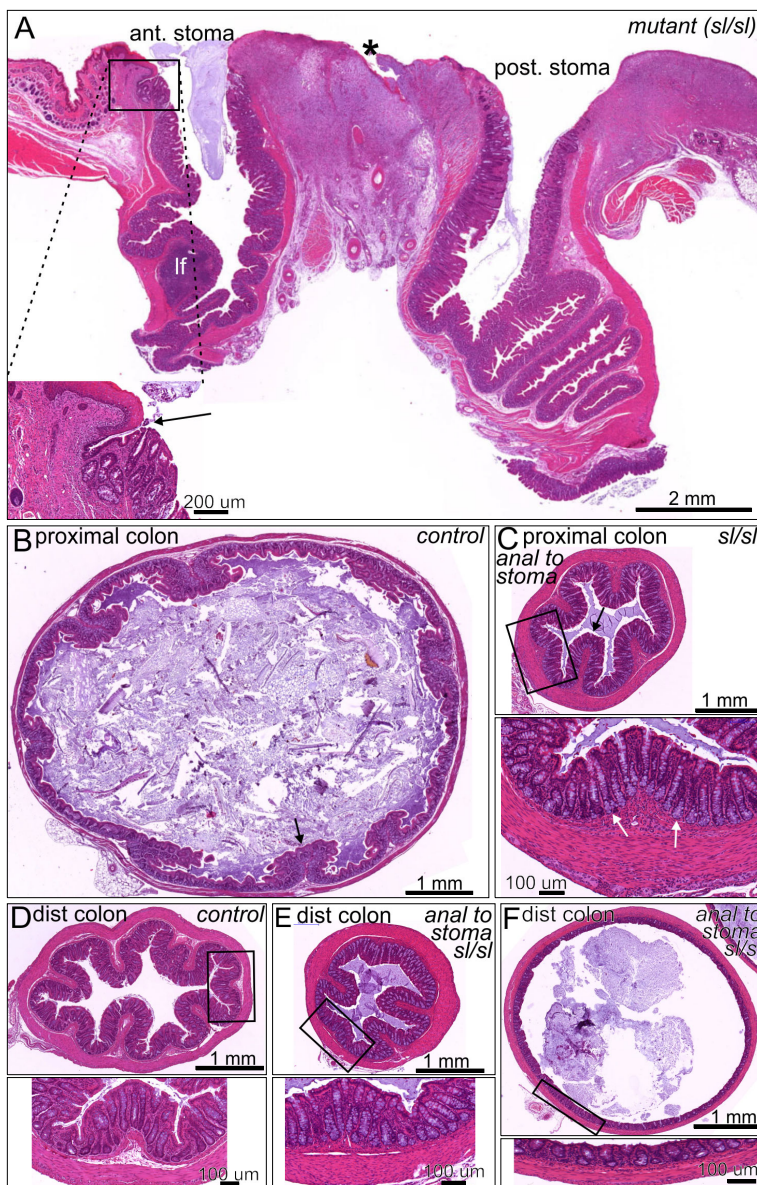 A
ant. stoma
*
mutant (sl/sl)
post. stoma
lf
200 um
2 mm
B proximal colon
control
1 mm
C proximal colon
sl/sl
anal to
stoma
1 mm
100 um
D dist colon
control
1 mm
100 um
E dist colon
anal to
stoma
sl/sl
1 mm
100 um
F dist colon
anal to
stoma
sl/sl
1 mm
100 um